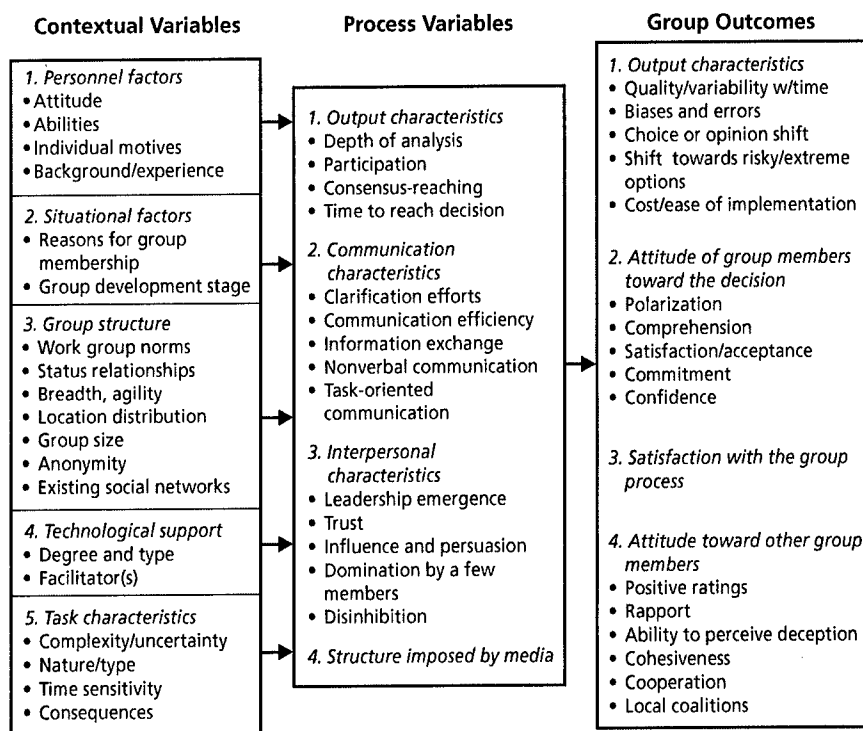 Contextual Variables
1. Personnel factors
•Attitude
•Abilities
•Individual motives
•Background/experience
2. Situational factors
• Reasons for group
membership
• Group development stage
3. Group structure
• Work group norms
• Status relationships
• Breadth, agility
• Location distribution
• Group size
• Anonymity
• Existing social networks
4. Technological support
• Degree and type
• Facilitator(s)
5. Task characteristics
• Complexity/uncertainty
• Nature/type
• Time sensitivity
• Consequences
Process Variables
1. Output characteristics
• Depth of analysis
• Participation
• Consensus-reaching
• Time to reach decision
2. Communication
characteristics
• Clarification efforts
• Communication efficiency
• Information exchange
• Nonverbal communication
• Task-oriented
communication
3. Interpersonal
characteristics
• Leadership emergence
• Trust
• Influence and persuasion
• Domination by a few
members
• Disinhibition
4. Structure imposed by media
Group Outcomes
1. Output characteristics
• Quality/variability w/time
• Biases and errors
• Choice or opinion shift
• Shift towards risky/extreme
options
• Cost/ease of implementation
2. Attitude of group members
toward the decision
• Polarization
• Comprehension
• Satisfaction/acceptance
• Commitment
• Confidence
3. Satisfaction with the group
process
4. Attitude toward other group
members
• Positive ratings
• Rapport
• Ability to perceive deception
• Cohesiveness
• Cooperation
• Local coalitions